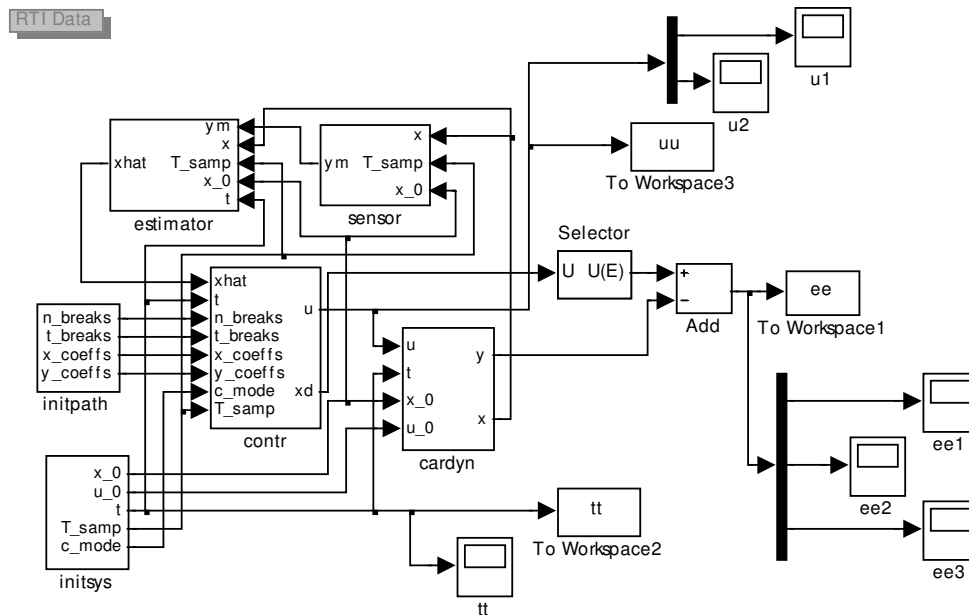 RTI Data
u1
u2
uu
To Workspace3
ym
x
xhat
T_samp
x_0
t
estimator
x
ym
T_samp
x_0
sensor
Selector
U U(E)
+
−
Add
ee
To Workspace1
xhat
t
n_breaks
t_breaks
x_coeffs
y_coeffs
c_mode
T_samp
u
xd
contr
n_breaks
t_breaks
x_coeffs
y_coeffs
initpath
u
t
x_0
u_0
y
x
cardyn
x_0
u_0
t
T_samp
c_mode
initsys
tt
To Workspace2
tt
ee1
ee2
ee3